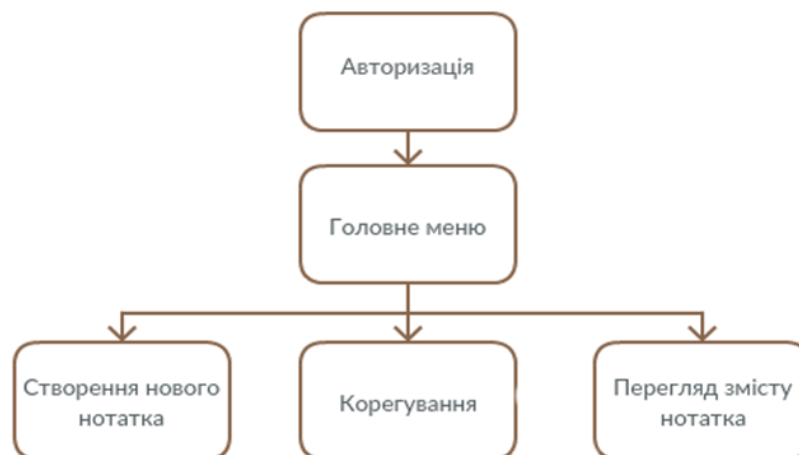 Авторизація
Головне меню
Створення нового
нотатка
Корегування
Перегляд змісту
нотатка